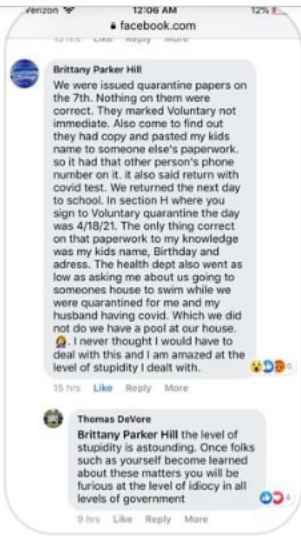 Verizon 12:06 AM 12%
facebook.com
Like Reply More
Brittany Parker Hill
We were issued quarantine papers on
the 7th. Nothing on them were
correct. They marked Voluntary not
immediate. Also come to find out
they had copy and pasted my kids
name to someone else's paperwork.
so it had that other person's phone
number on it. it also said return with
covid test. We returned the next day
to school. In section H where you
sign to Voluntary quarantine the day
was 4/18/21. The only thing correct
on that paperwork to my knowledge
was my kids name, Birthday and
adress. The health dept also went as
low as asking me about us going to
someones house to swim while we
were quarantined for me and my
husband having covid. Which we did
not do we have a pool at our house.
🤦‍♀️. I never thought I would have to
deal with this and I am amazed at the
level of stupidity I dealt with.
15 hrs Like Reply More
Thomas DeVore
Brittany Parker Hill the level of
stupidity is astounding. Once folks
such as yourself become learned
about these matters you will be
furious at the level of idiocy in all
levels of government
9 hrs Like Reply More